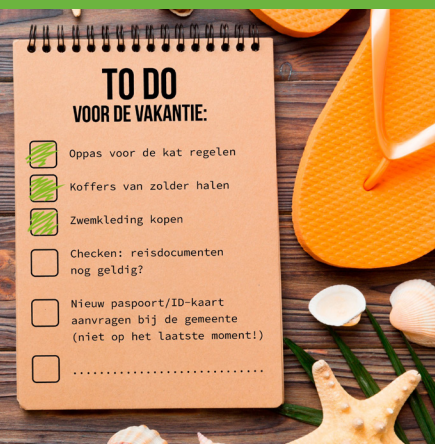 TO DO
VOOR DE VAKANTIE:
Oppas voor de kat regelen
Koffers van zolder halen
Zwemkleding kopen
Checken: reisdocumenten
nog geldig?
Nieuw paspoort/ID-kaart
aanvragen bij de gemeente
(niet op het laatste moment!)
.............................